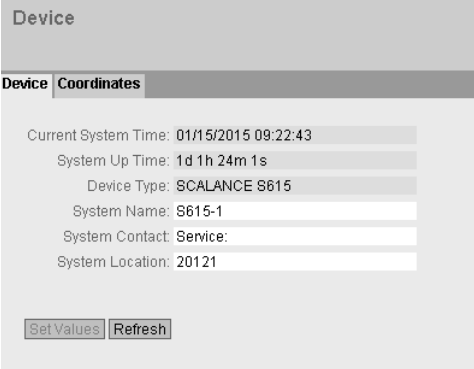 Device
Device Coordinates
Current System Time: 01/15/2015 09:22:43
System Up Time: 1d 1h 24m 1s
Device Type: SCALANCE S615
System Name: S615-1
System Contact: Service:
System Location: 20121
Set Values Refresh